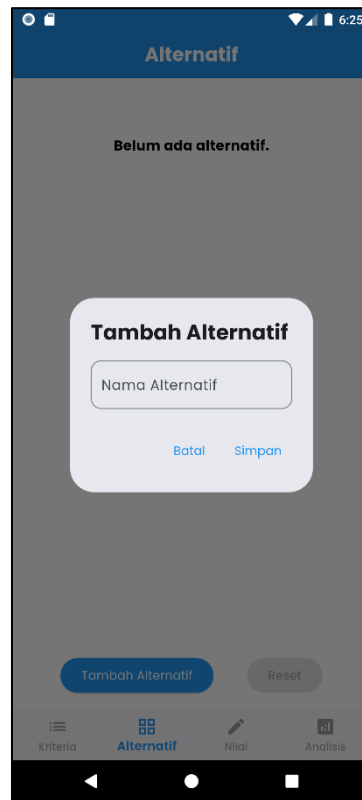 6:25
Alternatif
Belum ada alternatif.
Tambah Alternatif
Nama Alternatif
Batal Simpan
Tambah Alternatif Reset
Kriteria Alternatif Nilai Analisis